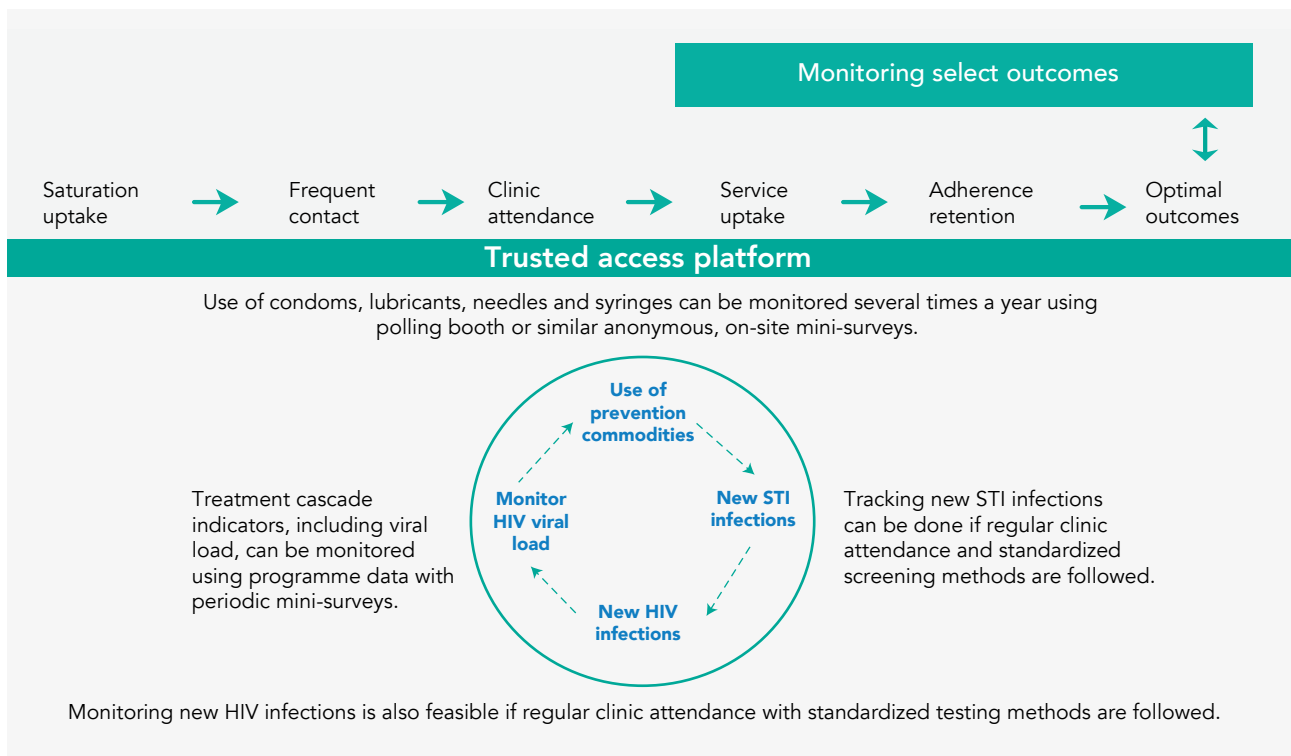 Monitoring select outcomes
Saturation
uptake
Frequent
contact
Clinic
attendance
Service
uptake
Adherence
retention
Optimal
outcomes
Trusted access platform
Use of condoms, lubricants, needles and syringes can be monitored several times a year using
polling booth or similar anonymous, on-site mini-surveys.
Use of
prevention
commodities
Treatment cascade
indicators, including viral
load, can be monitored
using programme data with
periodic mini-surveys.
Monitor
HIV viral
load
New STI
infections
Tracking new STI infections
can be done if regular clinic
attendance and standardized
screening methods are followed.
New HIV
infections
Monitoring new HIV infections is also feasible if regular clinic attendance with standardized testing methods are followed.